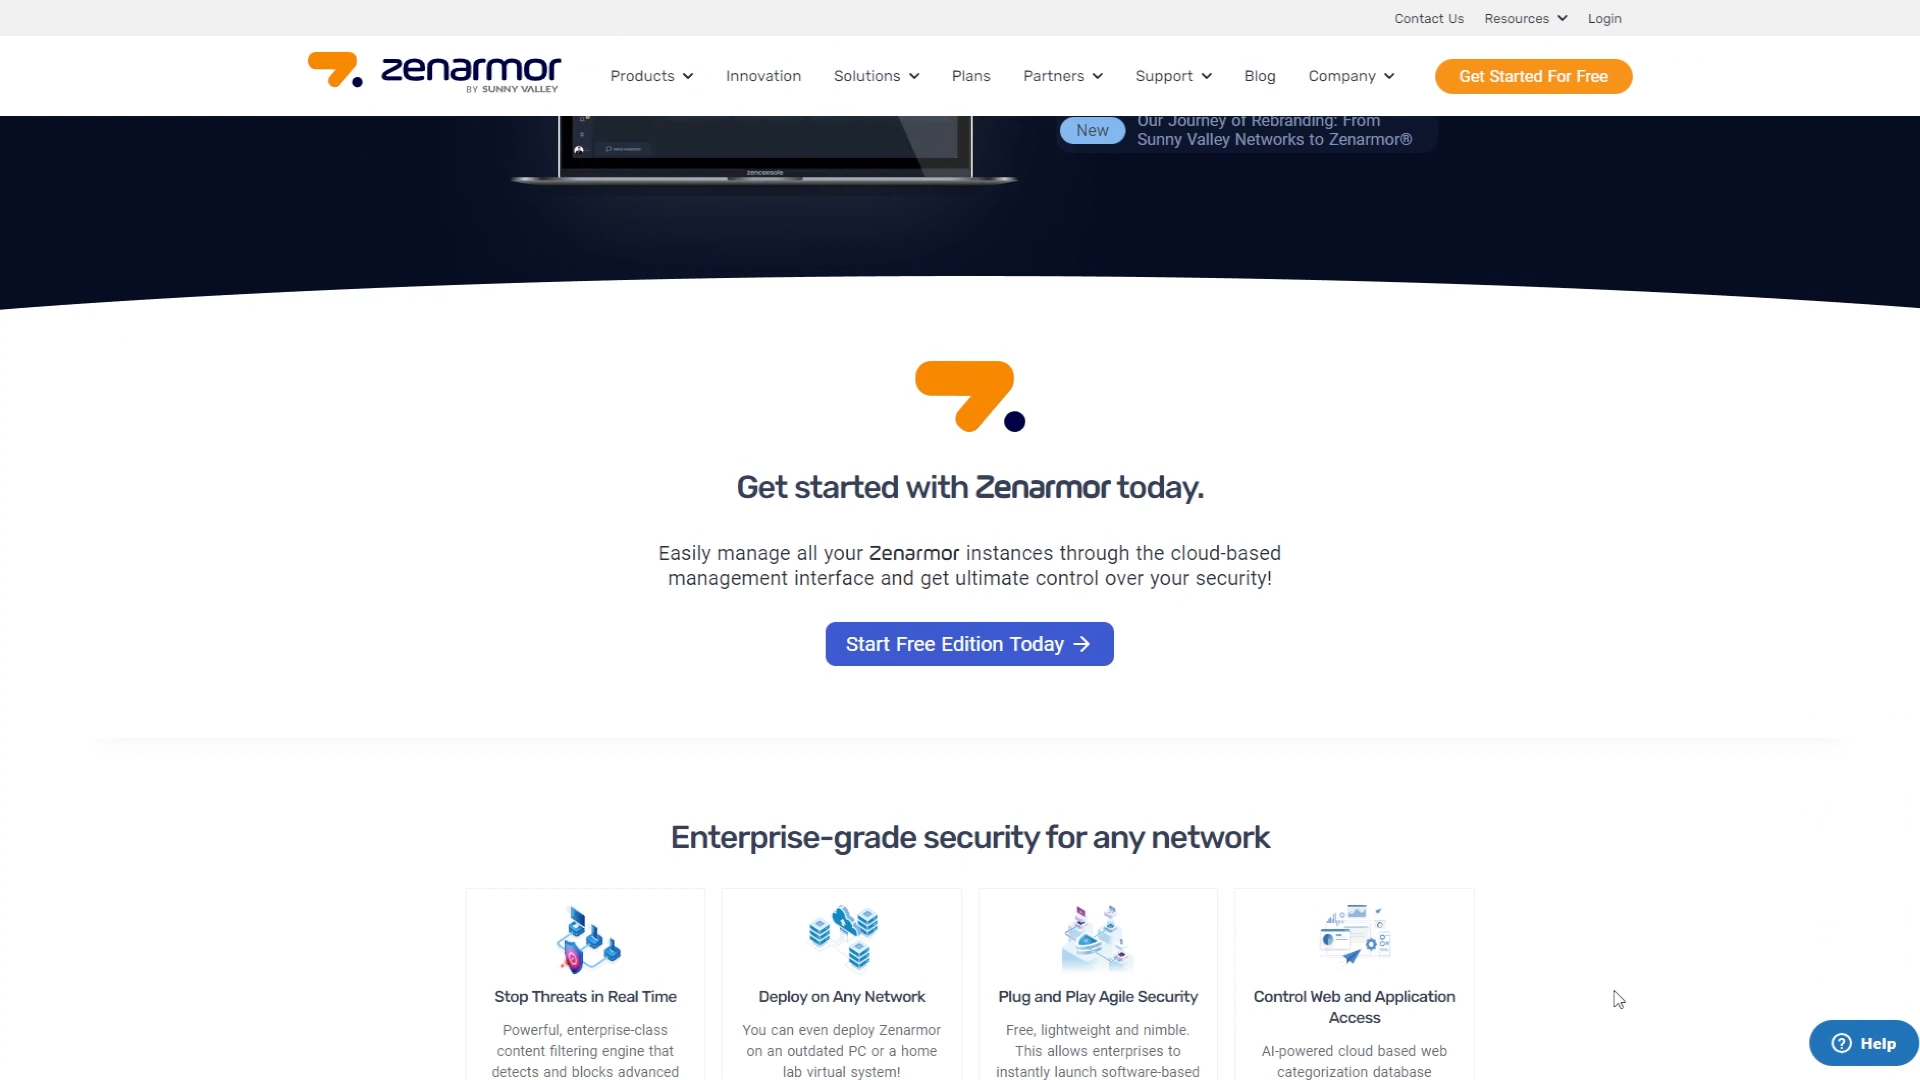 Contact Us Resources Login
zenarmor
BY SUNNY VALLEY
Products Innovation Solutions Plans Partners Support Blog Company Get Started For Free
New
Our Journey of Rebranding: From
Sunny Valley Networks to Zenarmor®
zenconsole
Get started with Zenarmor today.
Easily manage all your Zenarmor instances through the cloud-based
management interface and get ultimate control over your security!
Start Free Edition Today →
Enterprise-grade security for any network
Stop Threats in Real Time
Powerful, enterprise-class
content filtering engine that
detects and blocks advanced
Deploy on Any Network
You can even deploy Zenarmor
on an outdated PC or a home
lab virtual system!
Plug and Play Agile Security
Free, lightweight and nimble.
This allows enterprises to
instantly launch software-based
Control Web and Application
Access
AI-powered cloud based web
categorization database
Help